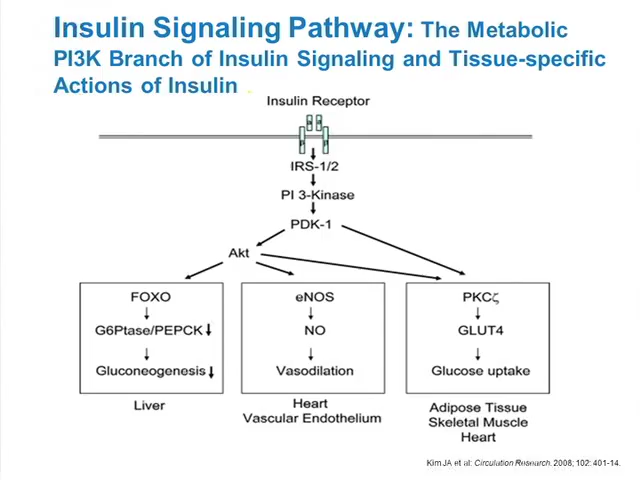 Insulin Signaling Pathway: The Metabolic
PI3K Branch of Insulin Signaling and Tissue-specific
Actions of Insulin
Insulin Receptor
IRS-1/2
PI 3-Kinase
PDK-1
Akt
FOXO
G6Ptase/PEPCK
Gluconeogenesis
Liver
eNOS
NO
Vasodilation
Heart
Vascular Endothelium
PKCζ
GLUT4
Glucose uptake
Adipose Tissue
Skeletal Muscle
Heart
Kim JA et al: Circulation Research. 2008; 102: 401-14.